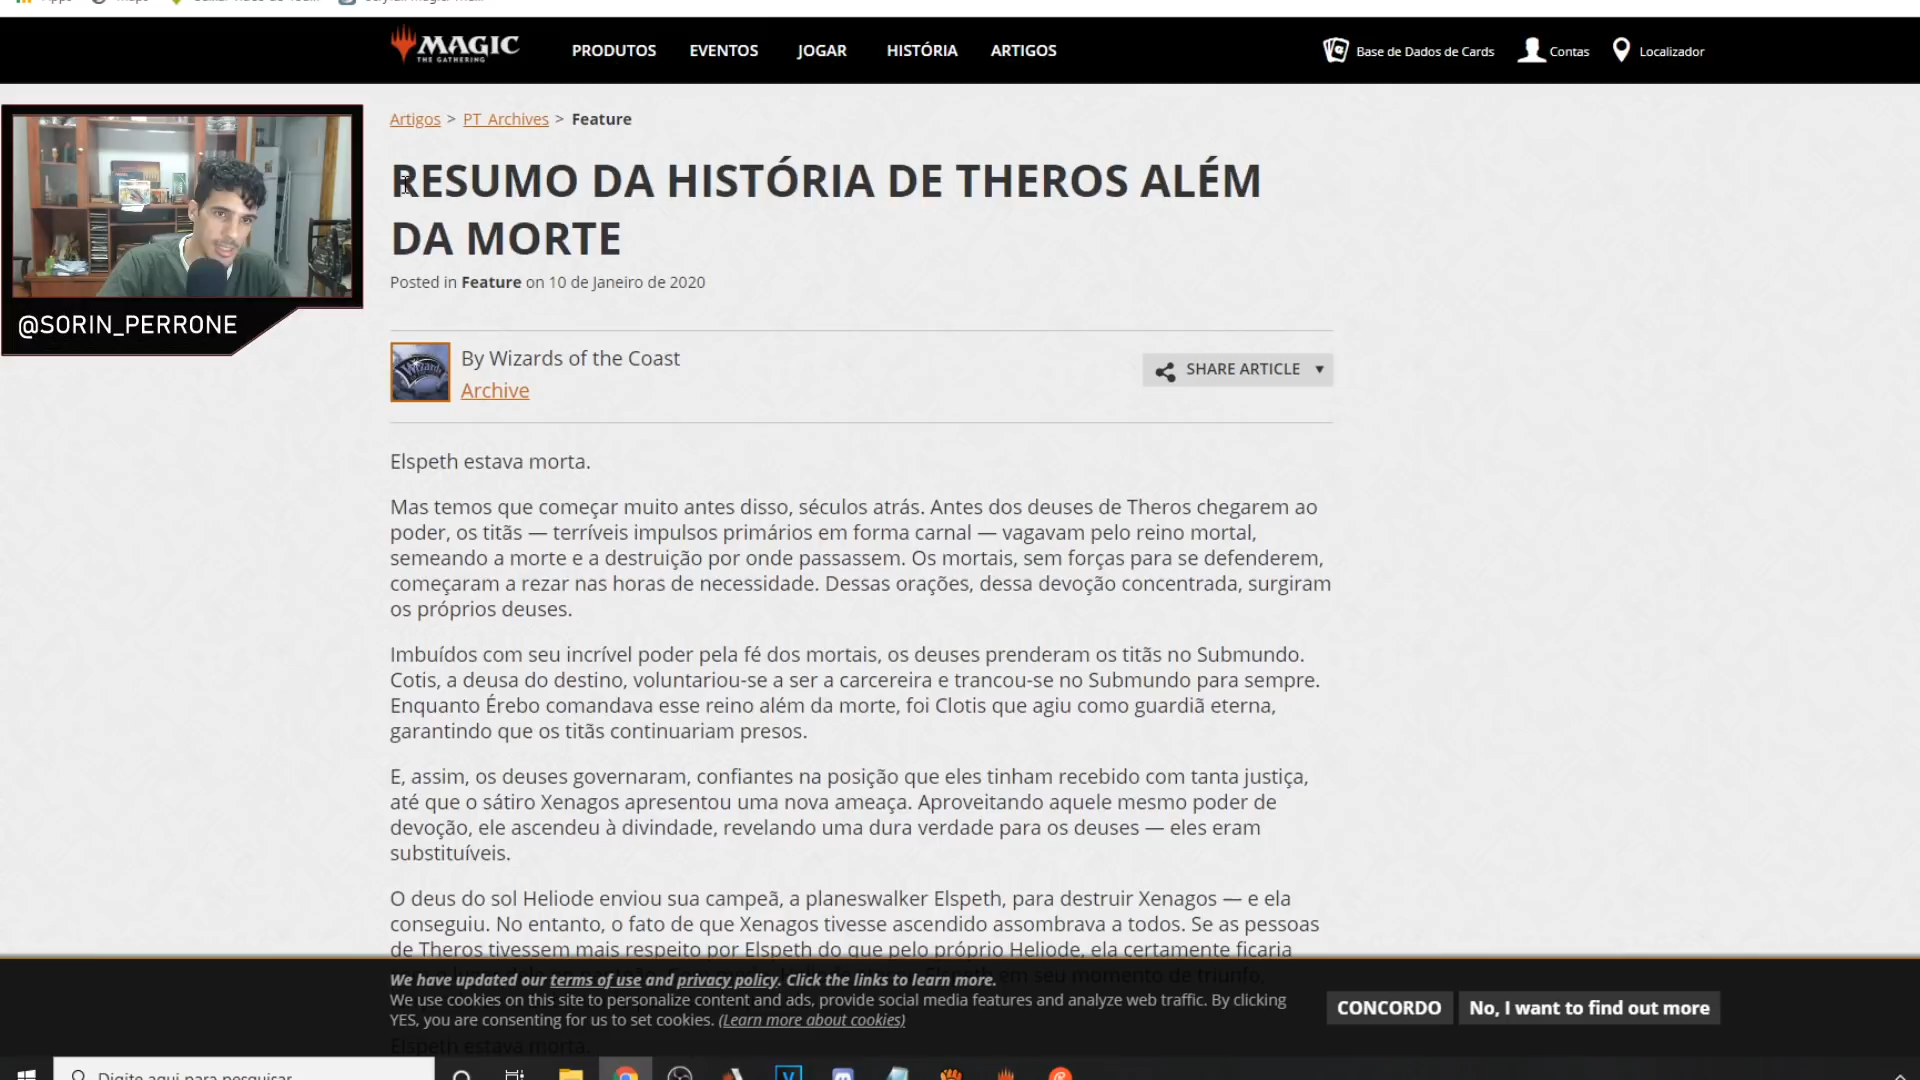 MAGIC
THE GATHERING
PRODUTOS
EVENTOS
JOGAR
HISTÓRIA
ARTIGOS
Base de Dados de Cards
Contas
Localizador
Artigos > PT Archives > Feature
RESUMO DA HISTÓRIA DE THEROS ALÉM
DA MORTE
Posted in Feature on 10 de Janeiro de 2020
@SORIN_PERRONE
By Wizards of the Coast
Archive
SHARE ARTICLE
Elspeth estava morta.
Mas temos que começar muito antes disso, séculos atrás. Antes dos deuses de Theros chegarem ao
poder, os titãs — terríveis impulsos primários em forma carnal — vagavam pelo reino mortal,
semeando a morte e a destruição por onde passassem. Os mortais, sem forças para se defenderem,
começaram a rezar nas horas de necessidade. Dessas orações, dessa devoção concentrada, surgiram
os próprios deuses.
Imbuídos com seu incrível poder pela fé dos mortais, os deuses prenderam os titãs no Submundo.
Cotis, a deusa do destino, voluntariou-se a ser a carcereira e trancou-se no Submundo para sempre.
Enquanto Érebo comandava esse reino além da morte, foi Clotis que agiu como guardiã eterna,
garantindo que os titãs continuariam presos.
E, assim, os deuses governaram, confiantes na posição que eles tinham recebido com tanta justiça,
até que o sátiro Xenagos apresentou uma nova ameaça. Aproveitando aquele mesmo poder de
devoção, ele ascendeu à divindade, revelando uma dura verdade para os deuses — eles eram
substituíveis.
O deus do sol Heliode enviou sua campeã, a planeswalker Elspeth, para destruir Xenagos — e ela
conseguiu. No entanto, o fato de que Xenagos tivesse ascendido assombrava a todos. Se as pessoas
de Theros tivessem mais respeito por Elspeth do que pelo próprio Heliode, ela certamente ficaria
em seu momento de triunfo,
We have updated our terms of use and privacy policy. Click the links to learn more.
We use cookies on this site to personalize content and ads, provide social media features and analyze web traffic. By clicking
YES, you are consenting for us to set cookies. (Learn more about cookies)
CONCORDO
No, I want to find out more
Elspeth estava morta.
Digite aqui para pesquisar